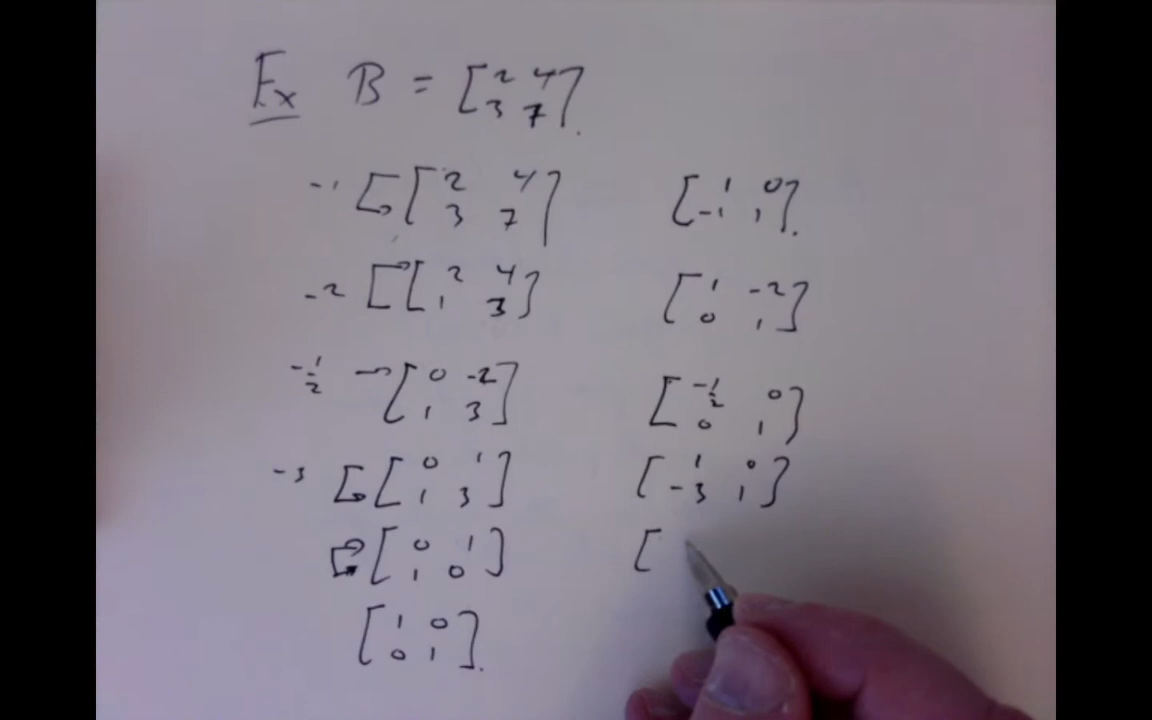 Ex B = [2 4
3 7].
-1 [2 4 [1 0
3 7] -1 1].
-2 [2 4 [1 -2
1 3] 0 1]
-1/2 [0 -2 [-1/2 0
1 3] 0 1]
-3 [0 1 [1 0
1 3] -3 1]
[0 1 [
1 0]
[1 0
0 1].